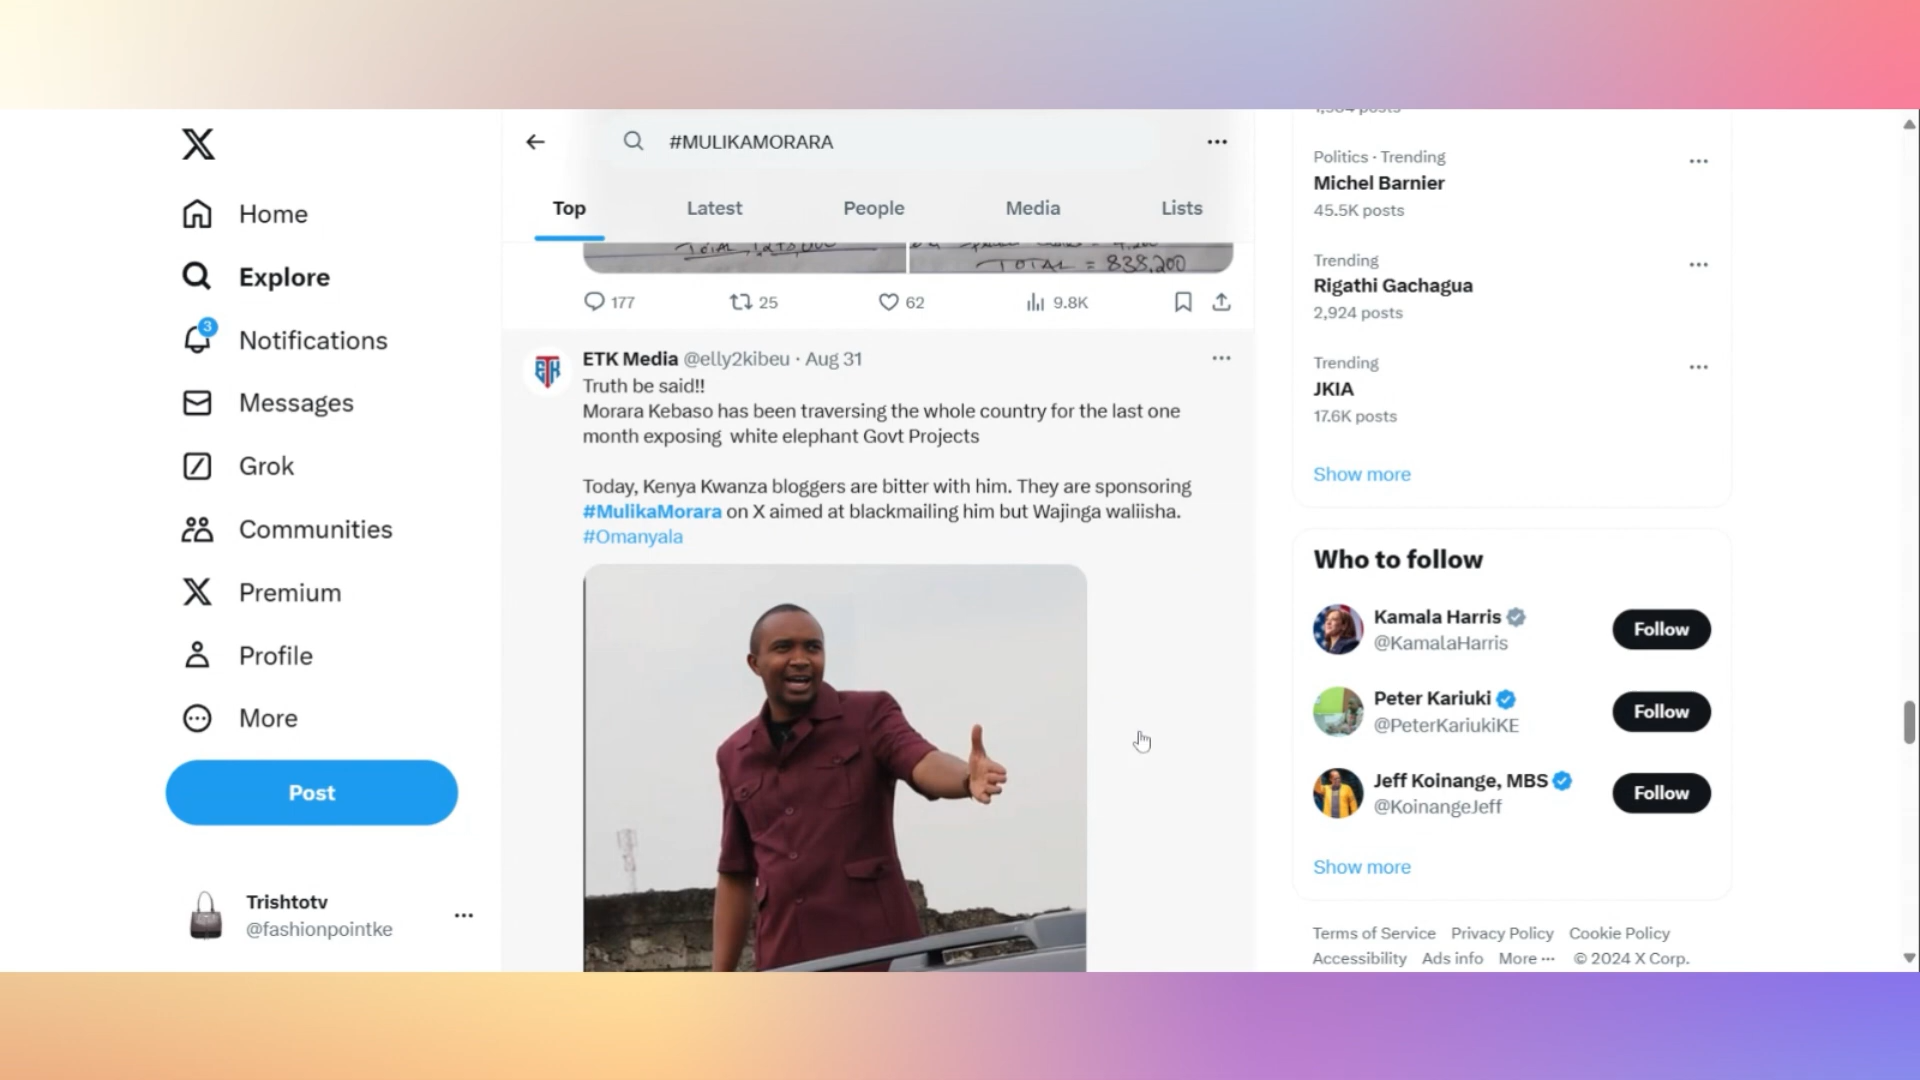 #MULIKAMORARA
Top
Latest
People
Media
Lists
Home
Explore
3
Notifications
Messages
Grok
Communities
Premium
Profile
More
Post
Trishtotv
@fashionpointke
TOTAL = 838,200
177
25
62
9.8K
ETK Media @elly2kibeu · Aug 31
Truth be said!!
Morara Kebaso has been traversing the whole country for the last one
month exposing white elephant Govt Projects
Today, Kenya Kwanza bloggers are bitter with him. They are sponsoring
#MulikaMorara on X aimed at blackmailing him but Wajinga waliisha.
#Omanyala
Politics · Trending
Michel Barnier
45.5K posts
Trending
Rigathi Gachagua
2,924 posts
Trending
JKIA
17.6K posts
Show more
Who to follow
Kamala Harris
@KamalaHarris
Follow
Peter Kariuki
@PeterKariukiKE
Follow
Jeff Koinange, MBS
@KoinangeJeff
Follow
Show more
Terms of Service Privacy Policy Cookie Policy
Accessibility Ads info More ··· © 2024 X Corp.